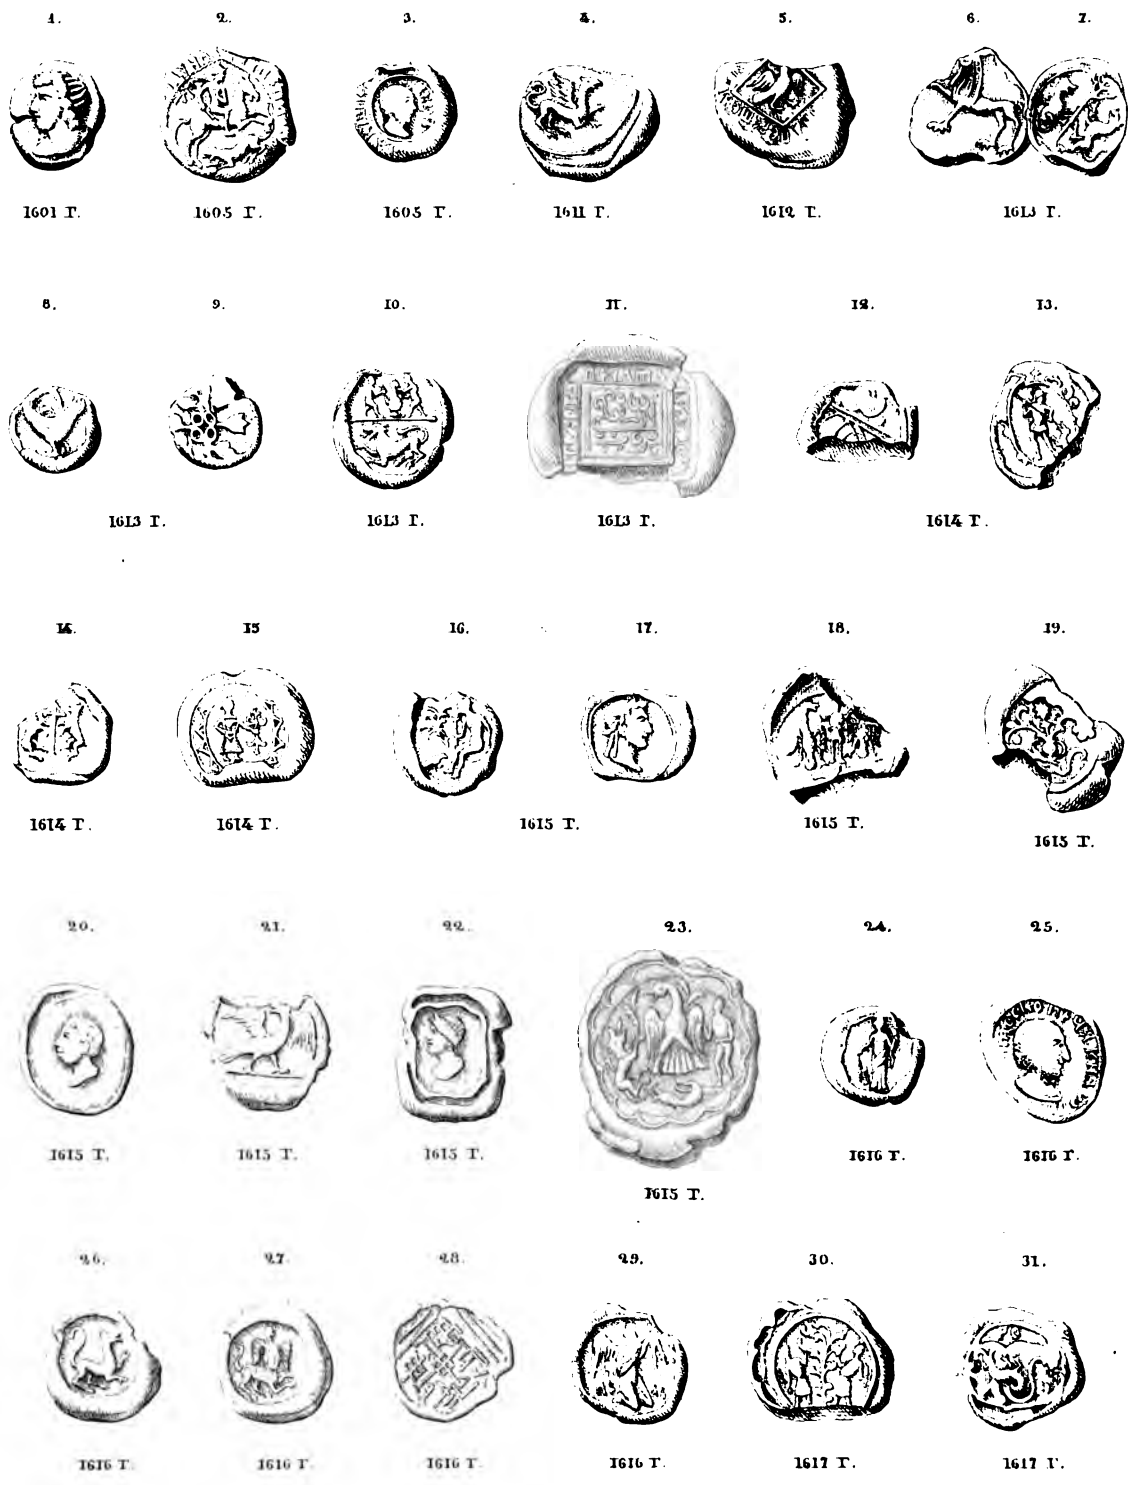 1. 2. 3. 4. 5. 6. 7.
1601 Г. 1605 Г. 1605 Г. 1611 Г. 1612 Г. 1613 Г.
8. 9. 10. 11. 12. 13.
1613 Г. 1613 Г. 1613 Г. 1614 Г.
14. 15 16. 17. 18. 19.
1614 Г. 1614 Г. 1615 Г. 1615 Г. 1615 Г.
20. 21. 22. 23. 24. 25.
1615 Г. 1615 Г. 1615 Г. 1615 Г. 1616 Г. 1616 Г.
26. 27. 28. 29. 30. 31.
1616 Г. 1616 Г. 1616 Г. 1616 Г. 1617 Г. 1617 Г.